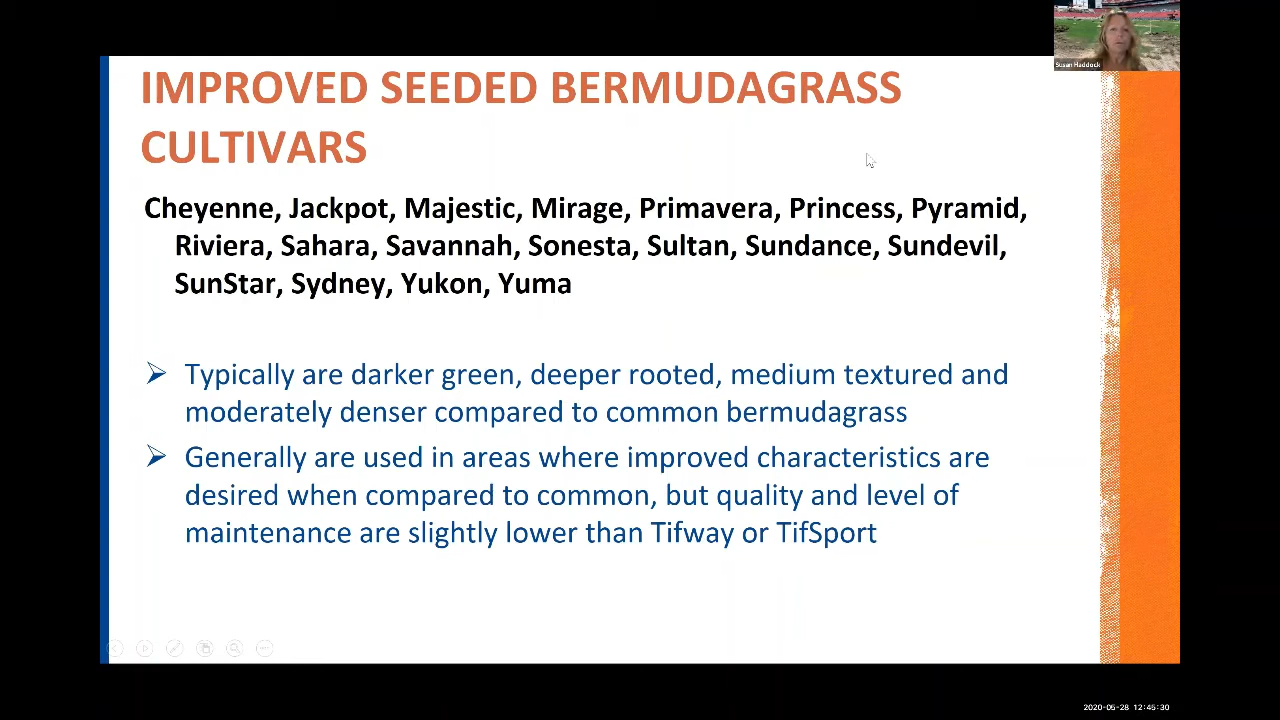 Susan Haddock
IMPROVED SEEDED BERMUDAGRASS
CULTIVARS
Cheyenne, Jackpot, Majestic, Mirage, Primavera, Princess, Pyramid,
Riviera, Sahara, Savannah, Sonesta, Sultan, Sundance, Sundevil,
SunStar, Sydney, Yukon, Yuma
Typically are darker green, deeper rooted, medium textured and
moderately denser compared to common bermudagrass
Generally are used in areas where improved characteristics are
desired when compared to common, but quality and level of
maintenance are slightly lower than Tifway or TifSport
2020-05-28 12:45:30